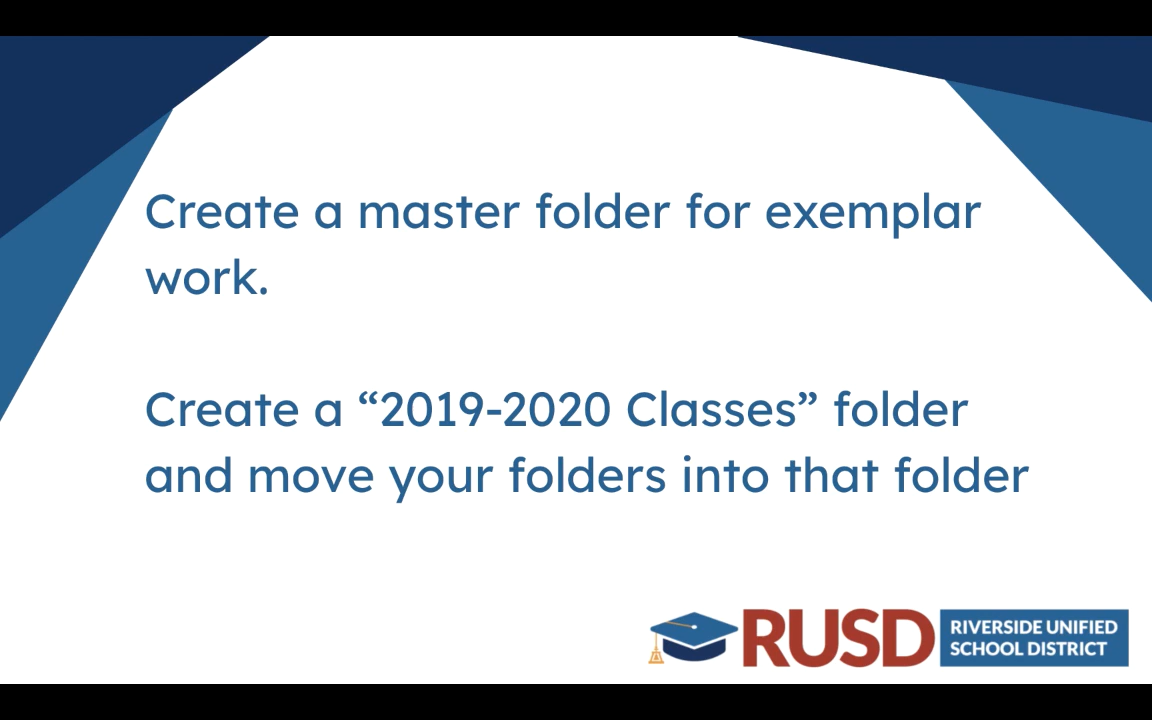 Create a master folder for exemplar
work.
Create a “2019-2020 Classes” folder
and move your folders into that folder
RUSD
RIVERSIDE UNIFIED
SCHOOL DISTRICT